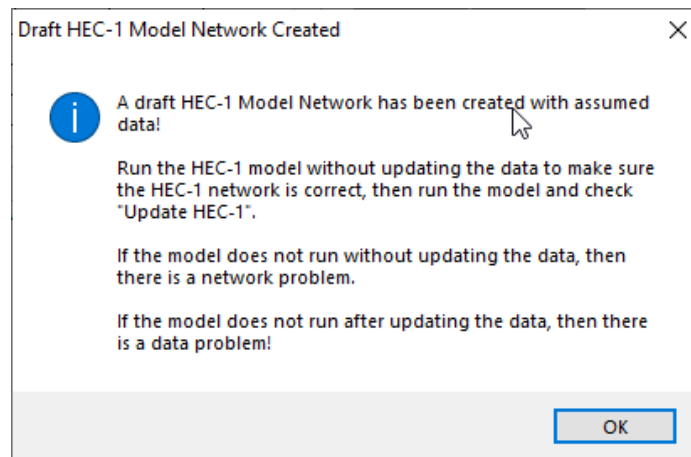 Draft HEC-1 Model Network Created
A draft HEC-1 Model Network has been created with assumed
data!
Run the HEC-1 model without updating the data to make sure
the HEC-1 network is correct, then run the model and check
"Update HEC-1".
If the model does not run without updating the data, then
there is a network problem.
If the model does not run after updating the data, then there
is a data problem!
OK